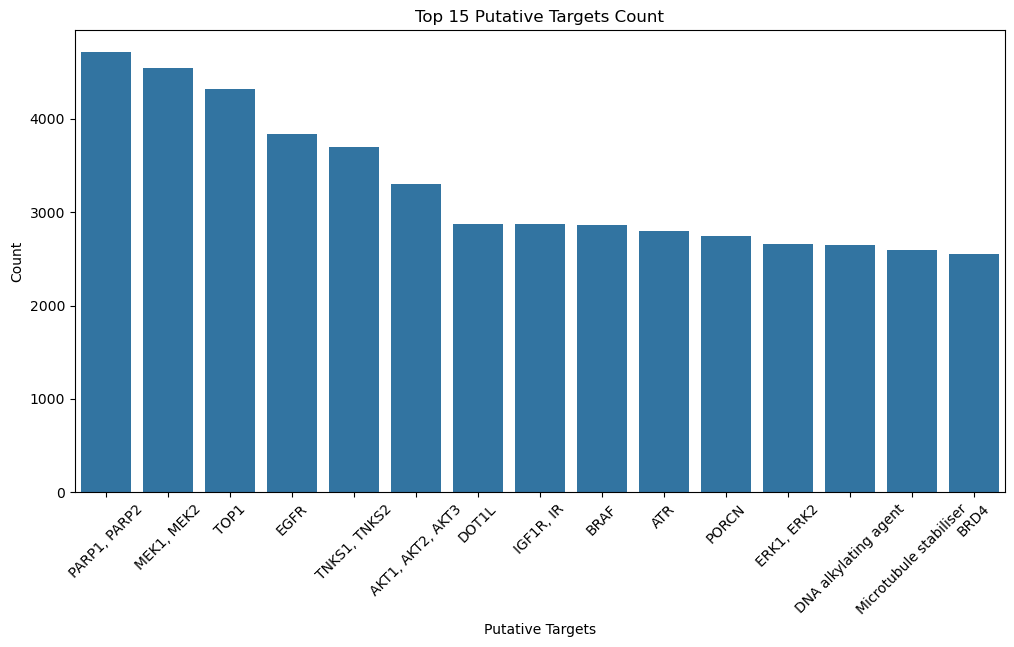 Top 15 Putative Targets Count
Count
4000
3000
2000
1000
0
PARP1, PARP2
MEK1, MEK2
TOP1
EGFR
TNKS1, TNKS2
AKT1, AKT2, AKT3
DOT1L
IGF1R, IR
BRAF
ATR
PORCN
ERK1, ERK2
DNA alkylating agent
Microtubule stabiliser
BRD4
Putative Targets